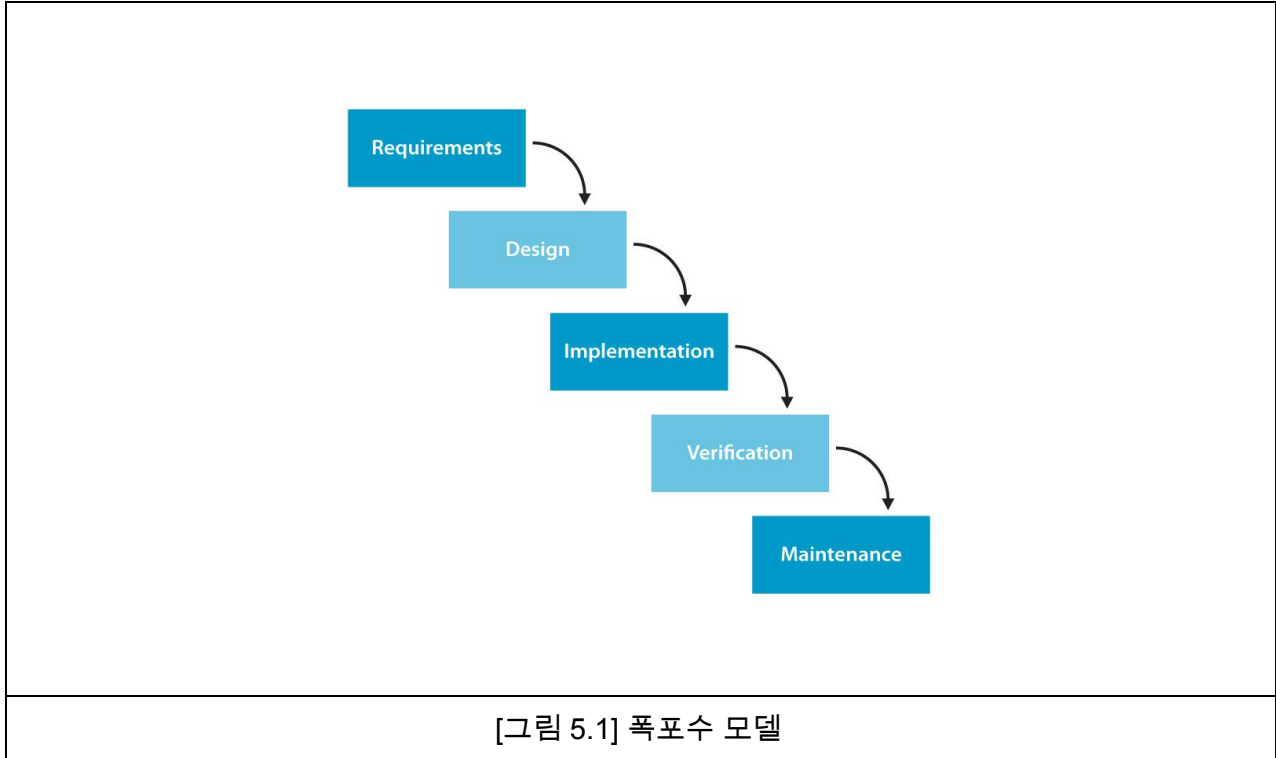 Requirements
Design
Implementation
Verification
Maintenance
[그림 5.1] 폭포수 모델